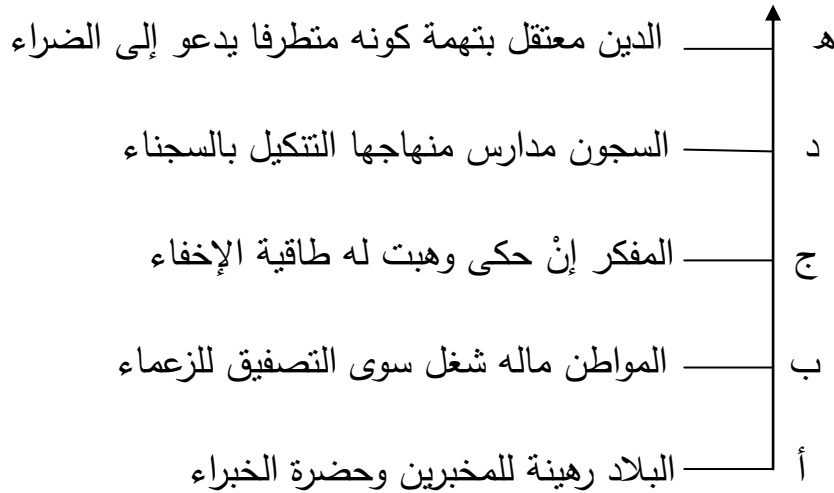 ه الدين معتقل بتهمة كونه متطرفا يدعو إلى الضراء
د السجون مدارس منهاجها التنكيل بالسجناء
ج المفكر إنْ حكى وهبت له طاقية الإخفاء
ب المواطن ماله شغل سوى التصفيق للزعماء
أ البلاد رهينة للمخبرين وحضرة الخبراء